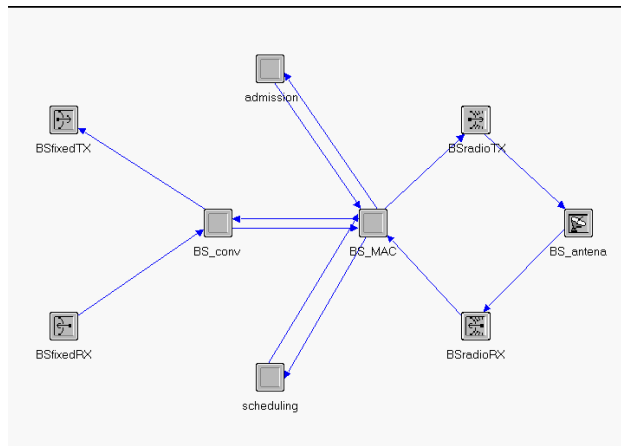 admission
BSfixedTX
BSradioTX
BS_conv
BS_MAC
BS_antena
BSfixedRX
BSradioRX
scheduling